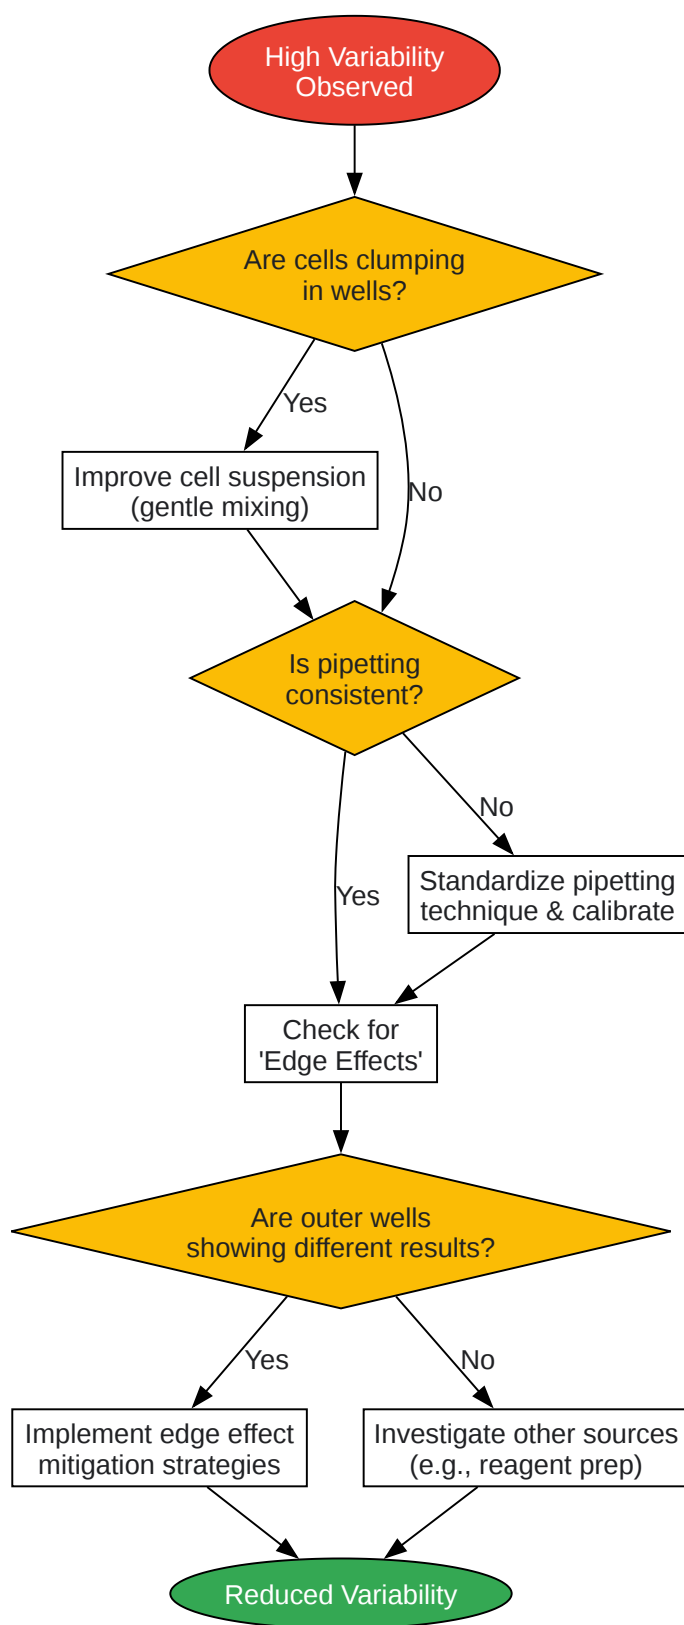 High Variability
Observed
Are cells clumping
in wells?
Yes
Improve cell suspension
(gentle mixing)
No
Is pipetting
consistent?
No
Standardize pipetting
technique & calibrate
Yes
Check for
'Edge Effects'
Are outer wells
showing different results?
Yes
No
Implement edge effect
mitigation strategies
Investigate other sources
(e.g., reagent prep)
Reduced Variability